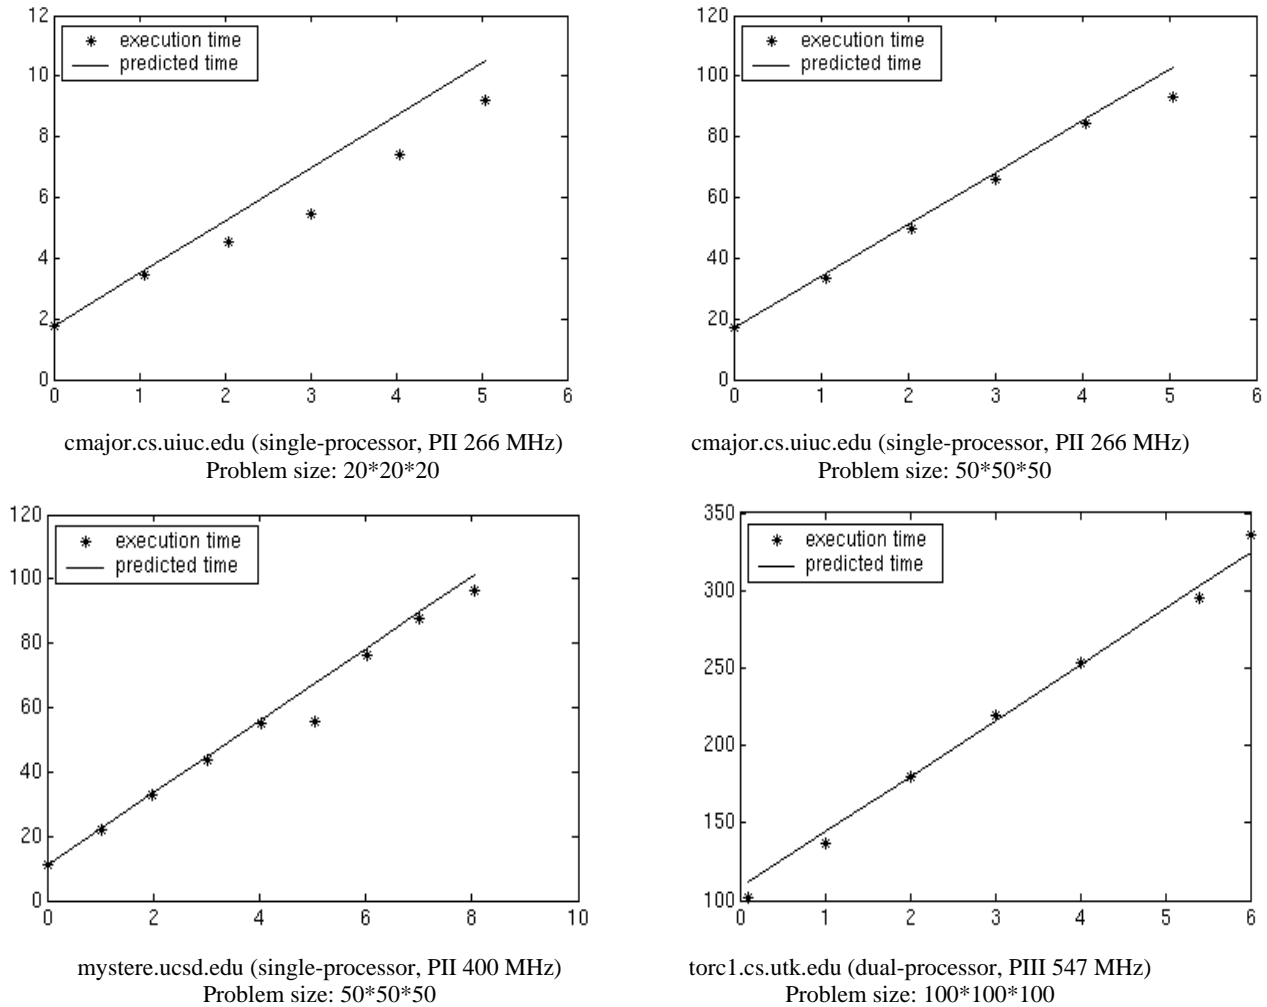 12
10
8
6
4
2
0
execution time
predicted time
0 1 2 3 4 5 6
cmajor.cs.uiuc.edu (single-processor, PII 266 MHz)
Problem size: 20*20*20
120
100
80
60
40
20
0
execution time
predicted time
0 1 2 3 4 5 6
cmajor.cs.uiuc.edu (single-processor, PII 266 MHz)
Problem size: 50*50*50
120
100
80
60
40
20
0
execution time
predicted time
0 2 4 6 8 10
mystere.ucsd.edu (single-processor, PII 400 MHz)
Problem size: 50*50*50
350
300
250
200
150
100
execution time
predicted time
0 1 2 3 4 5 6
torc1.cs.utk.edu (dual-processor, PIII 547 MHz)
Problem size: 100*100*100